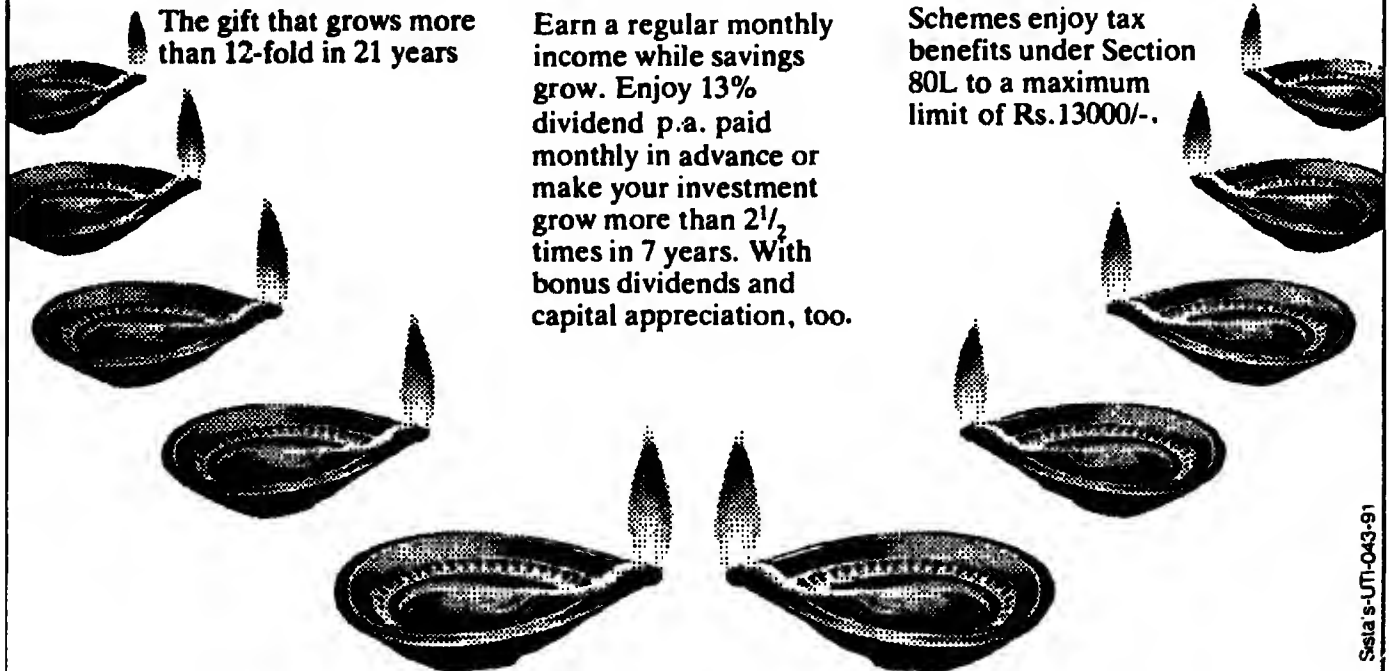 The gift that grows more
than 12-fold in 21 years
Earn a regular monthly
income while savings
grow. Enjoy 13%
dividend p.a. paid
monthly in advance or
make your investment
grow more than 2 1/2
times in 7 years. With
bonus dividends and
capital appreciation, too.
Schemes enjoy tax
benefits under Section
80L to a maximum
limit of Rs.13000/-.
Sista's-UTI-043-91